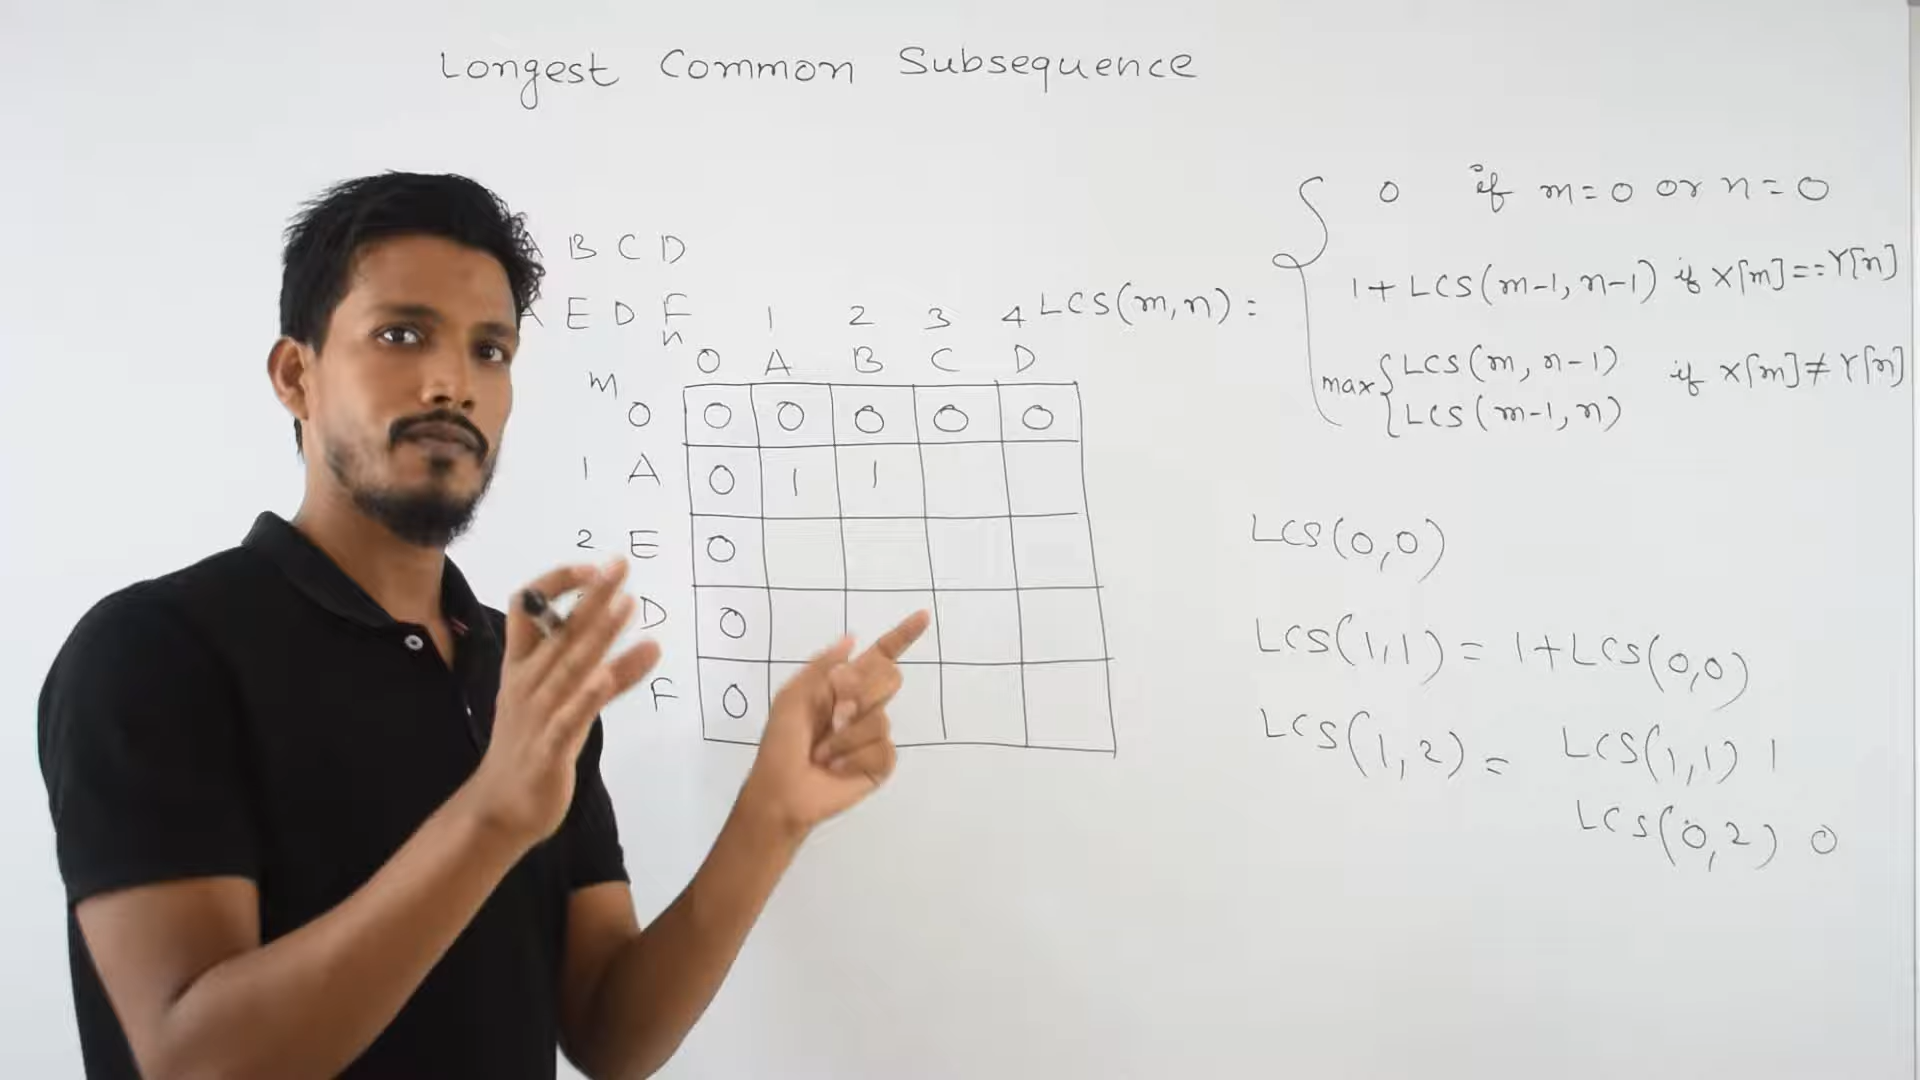 Longest Common Subsequence
A B C D
A E D F
n
1 2 3 4
m 0 A B C D
0 0 0 0 0 0
1 A 0 1 1
2 E 0
D 0
F 0
LCS(m,n) =
0 if m=0 or n=0
1+LCS(m-1,n-1) if X[m]==Y[n]
max{LCS(m,n-1) if X[m]≠Y[n]
LCS(m-1,n)
LCS(0,0)
LCS(1,1) = 1+LCS(0,0)
LCS(1,2) = LCS(1,1) 1
LCS(0,2) 0